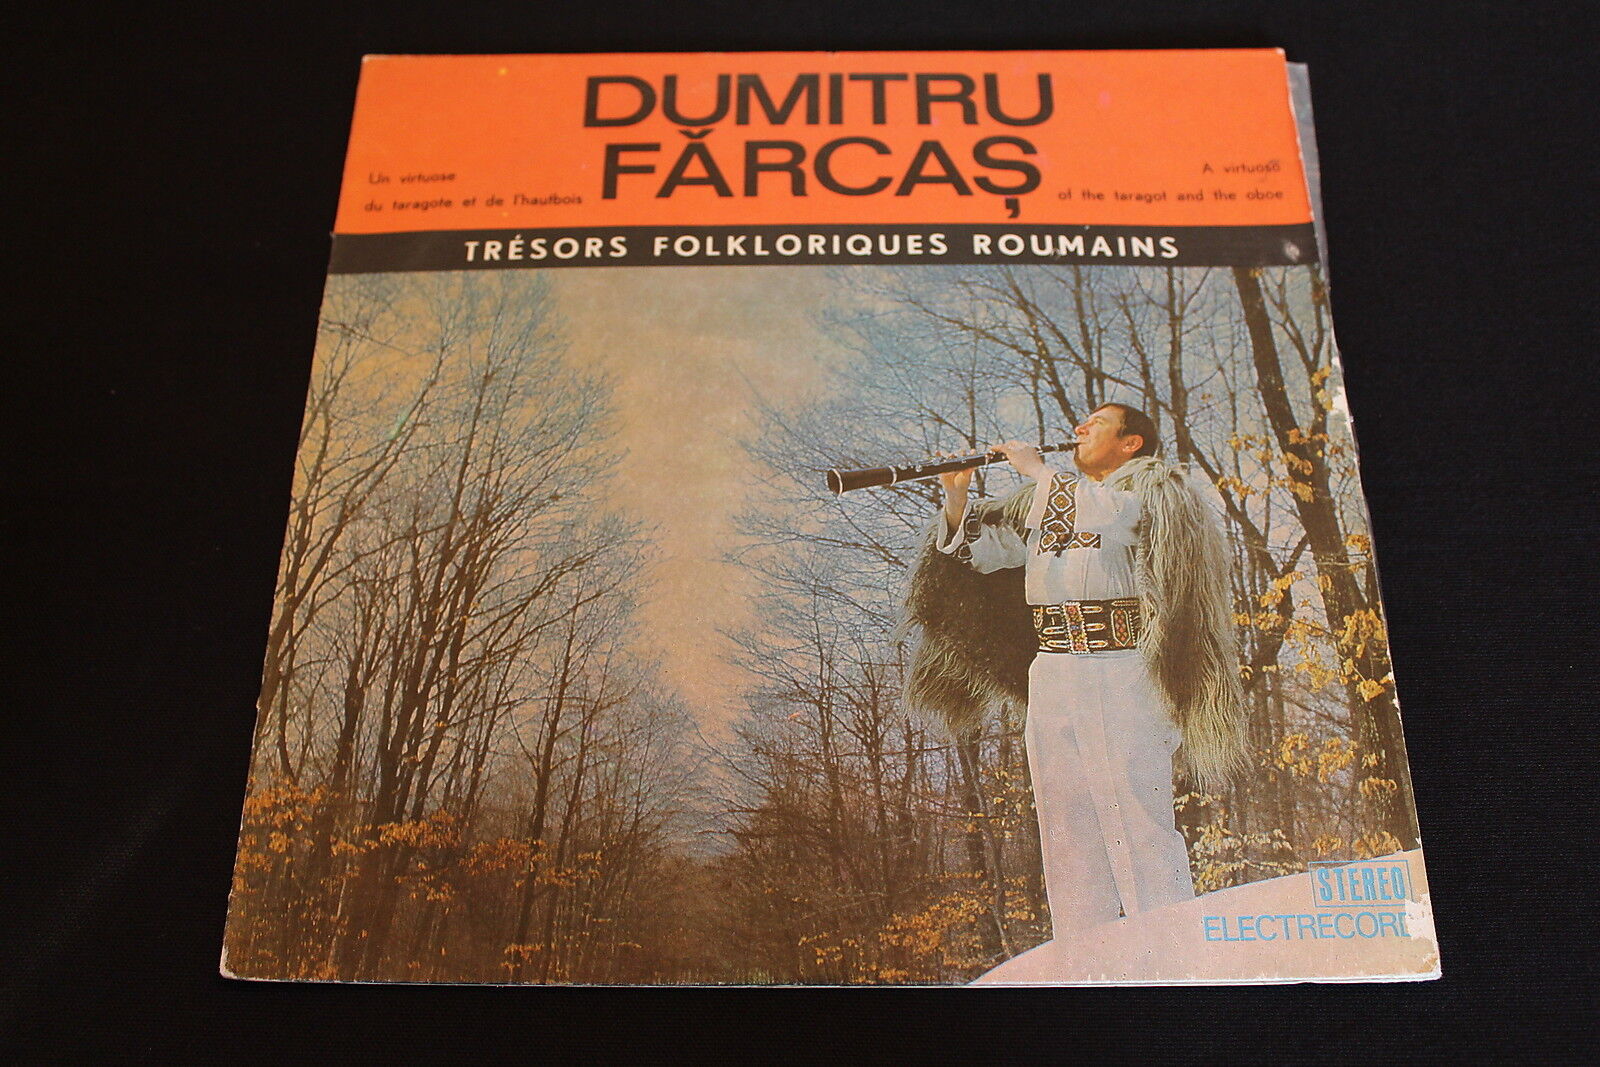 DUMITRU
FĂRCAȘ
Un virtuose
du taragote et de l'hautbois
A virtuoso
of the taragot and the oboe
TRÉSORS FOLKLORIQUES ROUMAINS
STEREO
ELECTRECORD